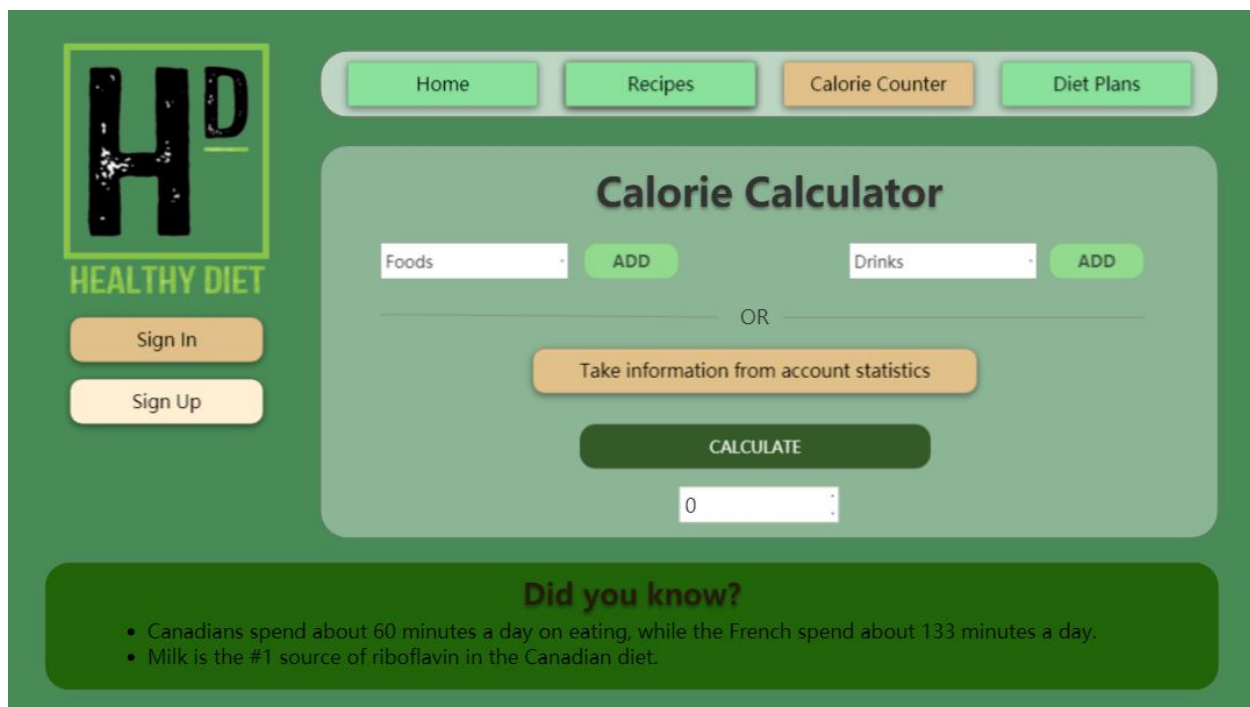 HD
HEALTHY DIET
Sign In
Sign Up
Home
Recipes
Calorie Counter
Diet Plans
Calorie Calculator
Foods
ADD
Drinks
ADD
OR
Take information from account statistics
CALCULATE
0
Did you know?
• Canadians spend about 60 minutes a day on eating, while the French spend about 133 minutes a day.
• Milk is the #1 source of riboflavin in the Canadian diet.